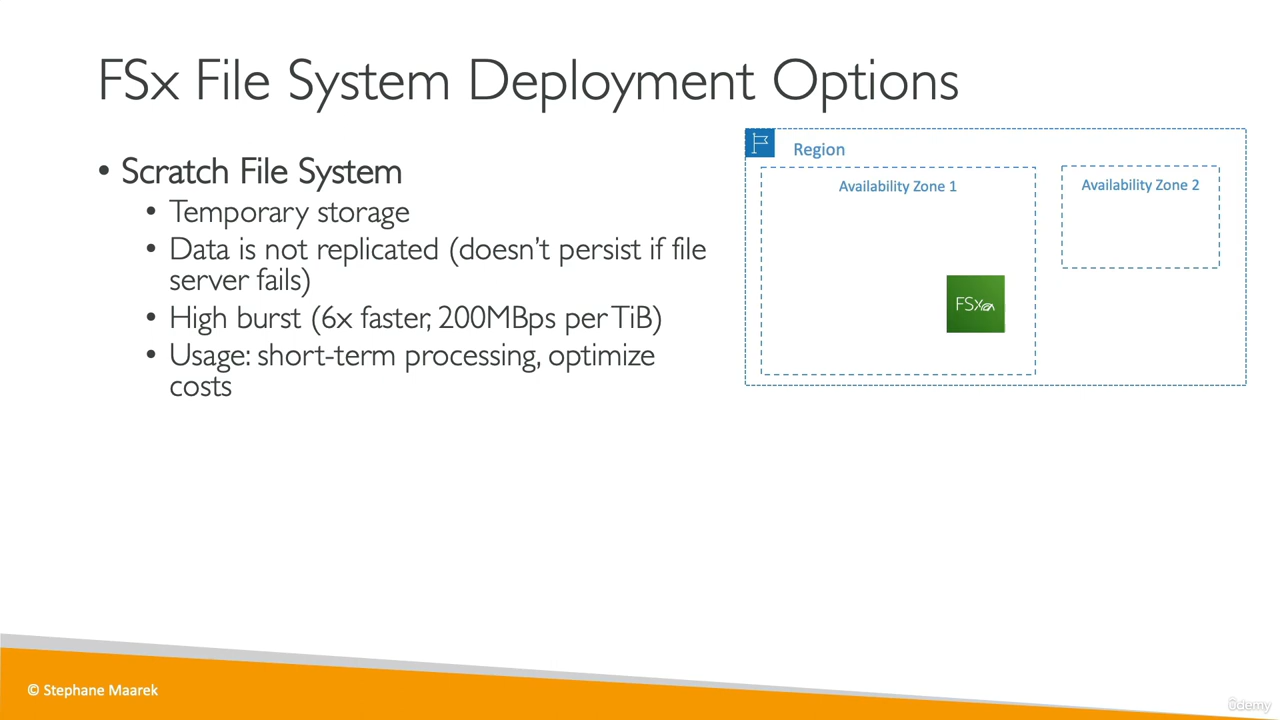 FSx File System Deployment Options
• Scratch File System
• Temporary storage
• Data is not replicated (doesn't persist if file
server fails)
• High burst (6x faster, 200MBps per TiB)
• Usage: short-term processing, optimize
costs
Region
Availability Zone 1
Availability Zone 2
FSx
© Stephane Maarek
ûdemy